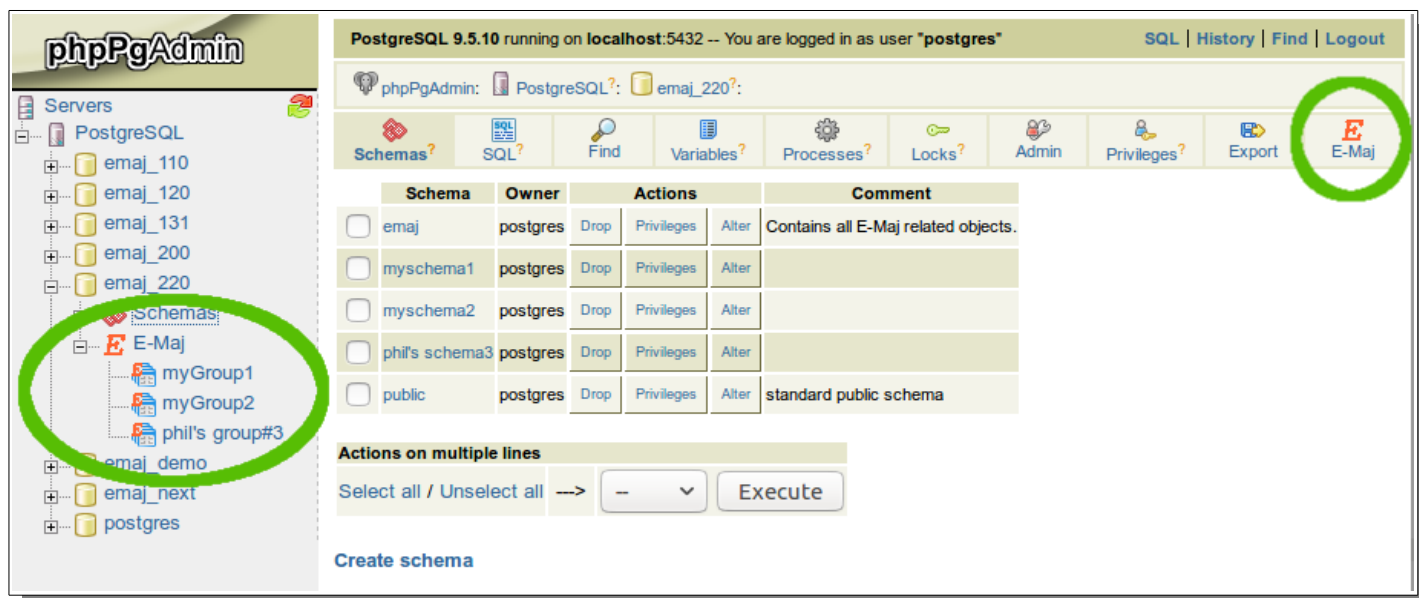 phpPgAdmin
Servers
PostgreSQL
emaj_110
emaj_120
emaj_131
emaj_200
emaj_220
Schemas
E-Maj
myGroup1
myGroup2
phil's group#3
emaj_demo
emaj_next
postgres
PostgreSQL 9.5.10 running on localhost:5432 -- You are logged in as user "postgres"
SQL | History | Find | Logout
phpPgAdmin: PostgreSQL?: emaj_220?:
Schemas? SQL? Find Variables? Processes? Locks? Admin Privileges? Export E-Maj
Schema Owner Actions Comment
emaj postgres Drop Privileges Alter Contains all E-Maj related objects.
myschema1 postgres Drop Privileges Alter
myschema2 postgres Drop Privileges Alter
phil's schema3 postgres Drop Privileges Alter
public postgres Drop Privileges Alter standard public schema
Actions on multiple lines
Select all / Unselect all ---> -- Execute
Create schema